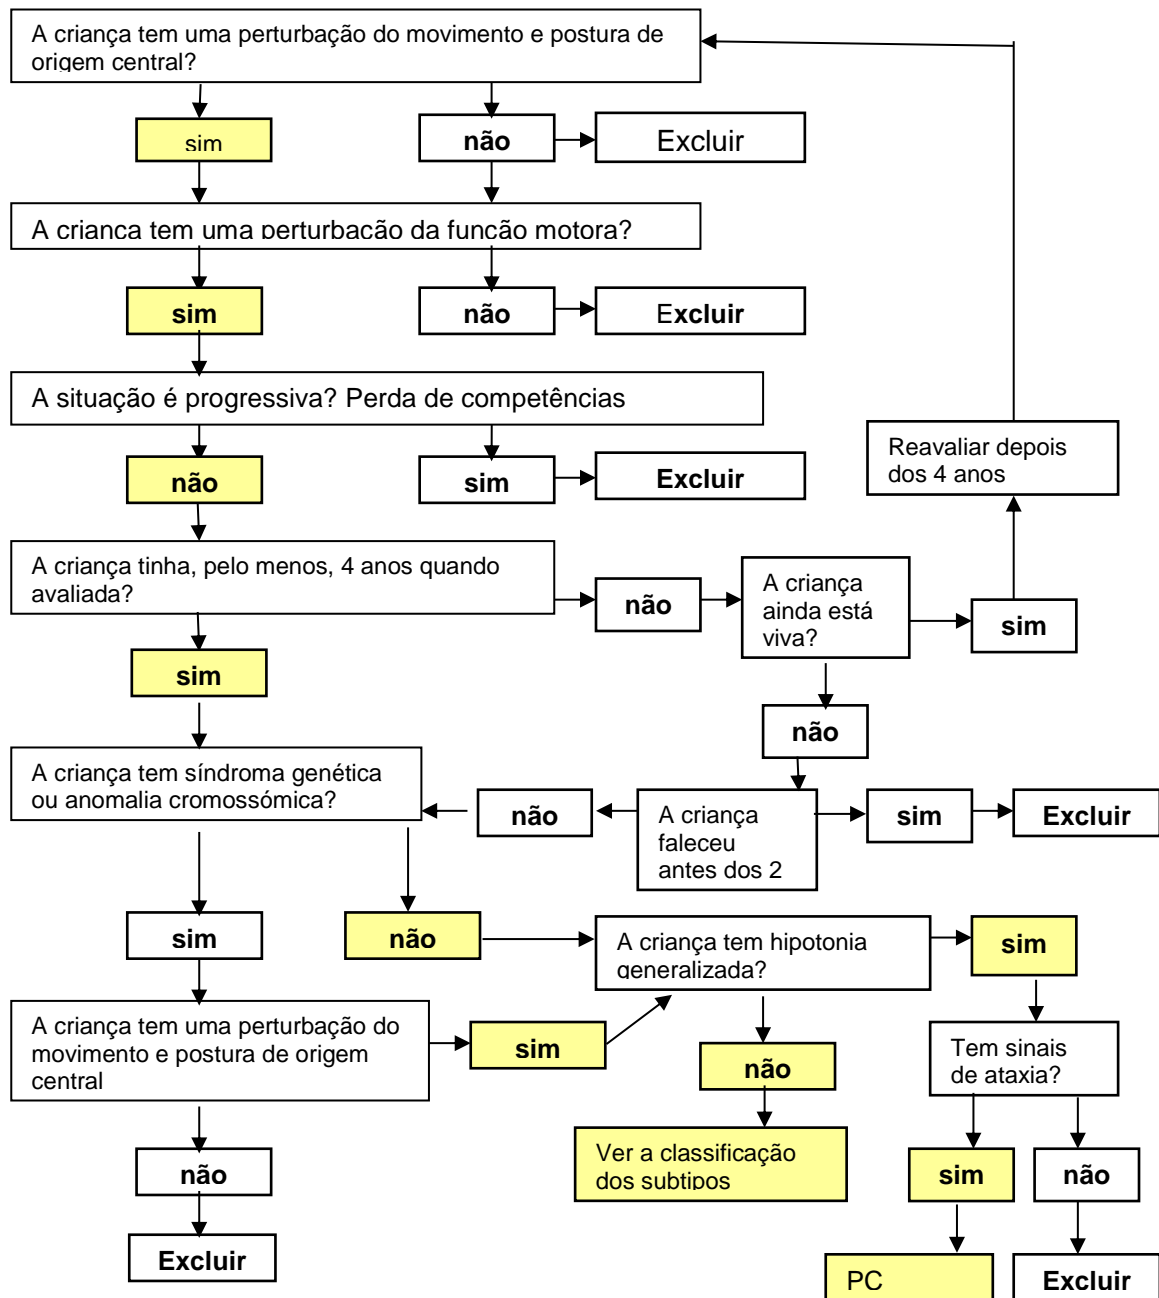 A criança tem uma perturbação do movimento e postura de
origem central?
sim
não
Excluir
A criança tem uma perturbação da função motora?
sim
não
Excluir
A situação é progressiva? Perda de competências
não
sim
Excluir
Reavaliar depois
dos 4 anos
A criança tinha, pelo menos, 4 anos quando
avaliada?
não
A criança
ainda está
viva?
sim
sim
não
A criança tem síndroma genética
ou anomalia cromossómica?
não
A criança
faleceu
antes dos 2
sim
Excluir
sim
não
A criança tem hipotonia
generalizada?
sim
A criança tem uma perturbação do
movimento e postura de origem
central
sim
não
Tem sinais
de ataxia?
não
Ver a classificação
dos subtipos
sim
não
Excluir
PC
Excluir